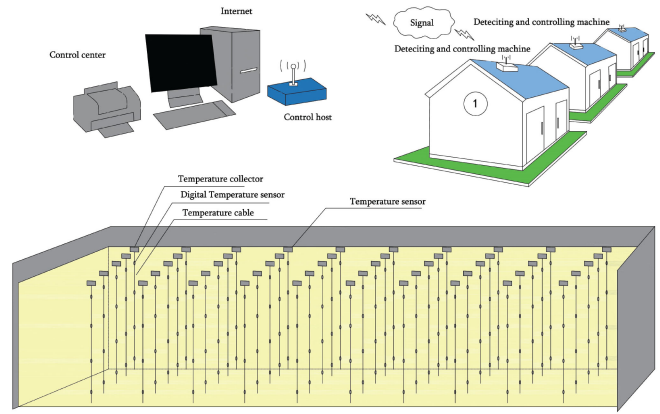 Internet
Control center
Control host
Signal
Deteciting and controlling machine
Deteciting and controlling machine
1
Temperature collector
Digital Temperature sensor
Temperature cable
Temperature sensor